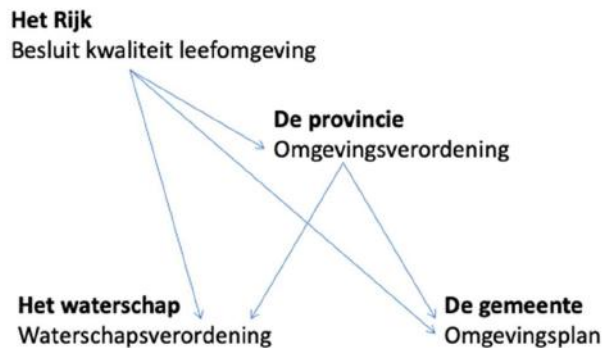 Het Rijk
Besluit kwaliteit leefomgeving
De provincie
Omgevingsverordening
Het waterschap
Waterschapsverordening
De gemeente
Omgevingsplan